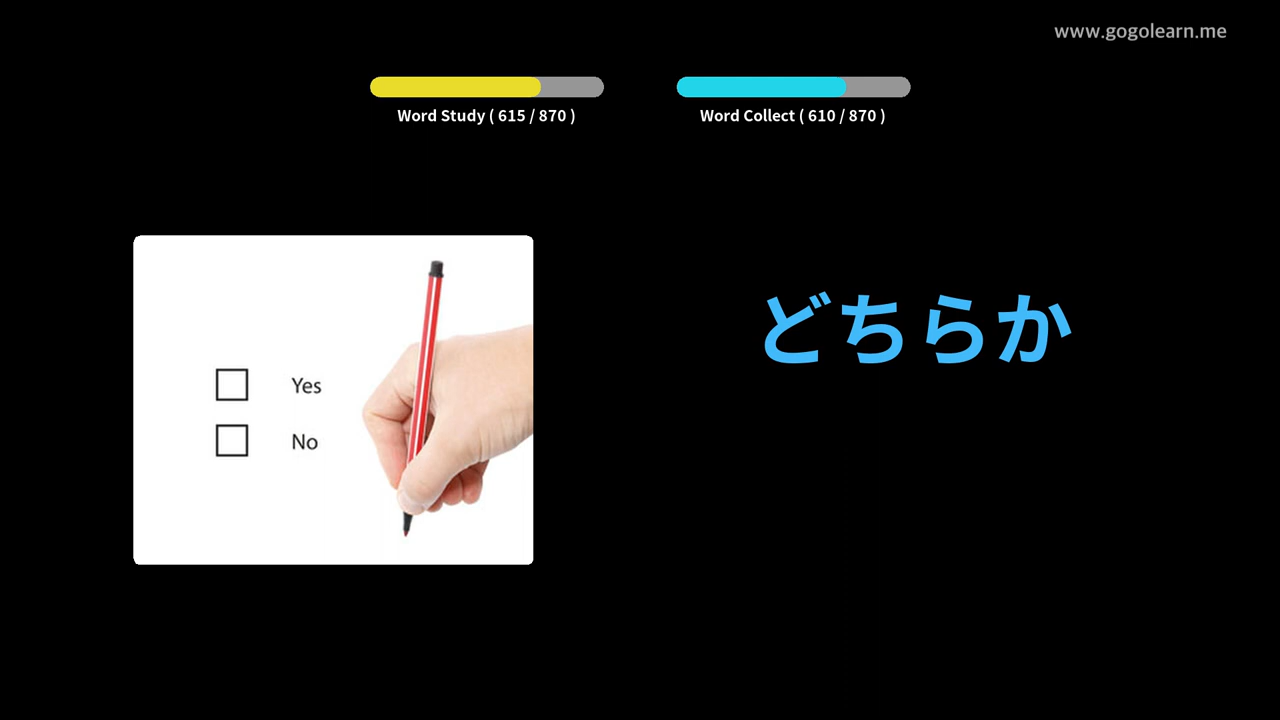 www.gogolearn.me
Word Study ( 615 / 870 )
Word Collect ( 610 / 870 )
どちらか
Yes
No